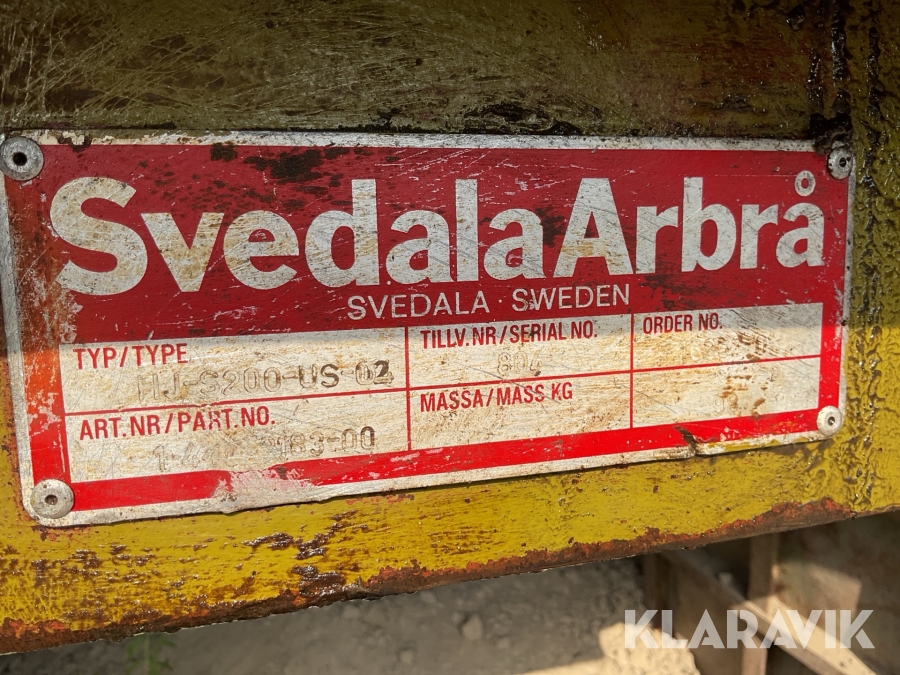 SvedalaArbrå
SVEDALA · SWEDEN
TYP/TYPE
TILLV.NR/SERIAL NO.
ORDER NO.
804
ART.NR/PART.NO.
MASSA/MASS KG
KLARAVIK